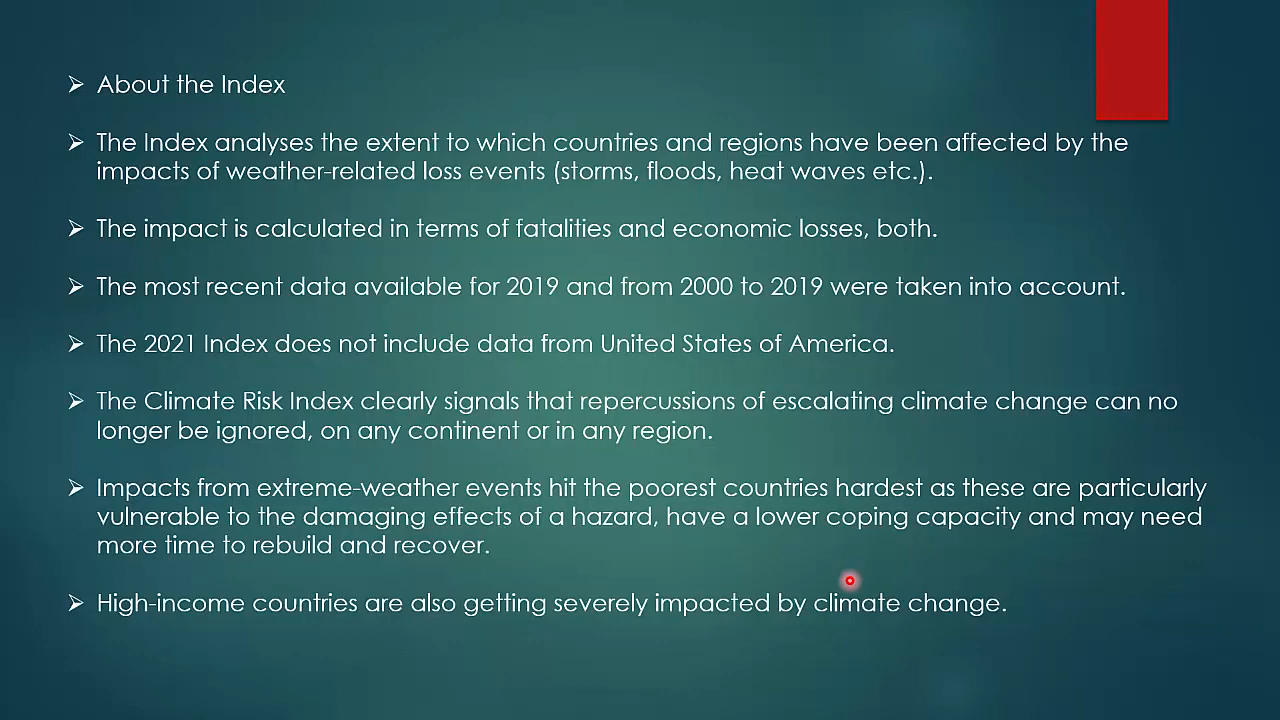 About the Index
The Index analyses the extent to which countries and regions have been affected by the
impacts of weather-related loss events (storms, floods, heat waves etc.).
The impact is calculated in terms of fatalities and economic losses, both.
The most recent data available for 2019 and from 2000 to 2019 were taken into account.
The 2021 Index does not include data from United States of America.
The Climate Risk Index clearly signals that repercussions of escalating climate change can no
longer be ignored, on any continent or in any region.
Impacts from extreme-weather events hit the poorest countries hardest as these are particularly
vulnerable to the damaging effects of a hazard, have a lower coping capacity and may need
more time to rebuild and recover.
High-income countries are also getting severely impacted by climate change.